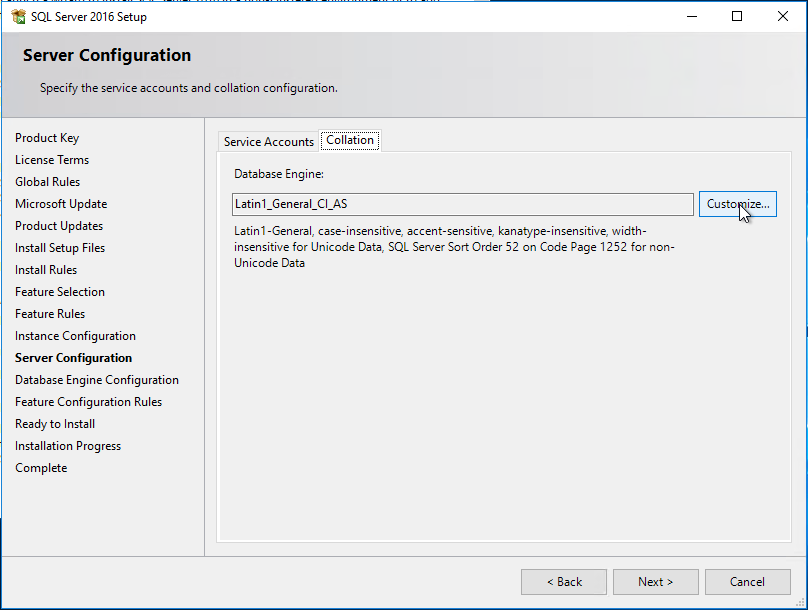 SQL Server 2016 Setup
Server Configuration
Specify the service accounts and collation configuration.
Product Key
License Terms
Global Rules
Microsoft Update
Product Updates
Install Setup Files
Install Rules
Feature Selection
Feature Rules
Instance Configuration
Server Configuration
Database Engine Configuration
Feature Configuration Rules
Ready to Install
Installation Progress
Complete
Service Accounts
Collation
Database Engine:
Latin1_General_CI_AS
Customize...
Latin1-General, case-insensitive, accent-sensitive, kanatype-insensitive, width-
insensitive for Unicode Data, SQL Server Sort Order 52 on Code Page 1252 for non-
Unicode Data
< Back
Next >
Cancel